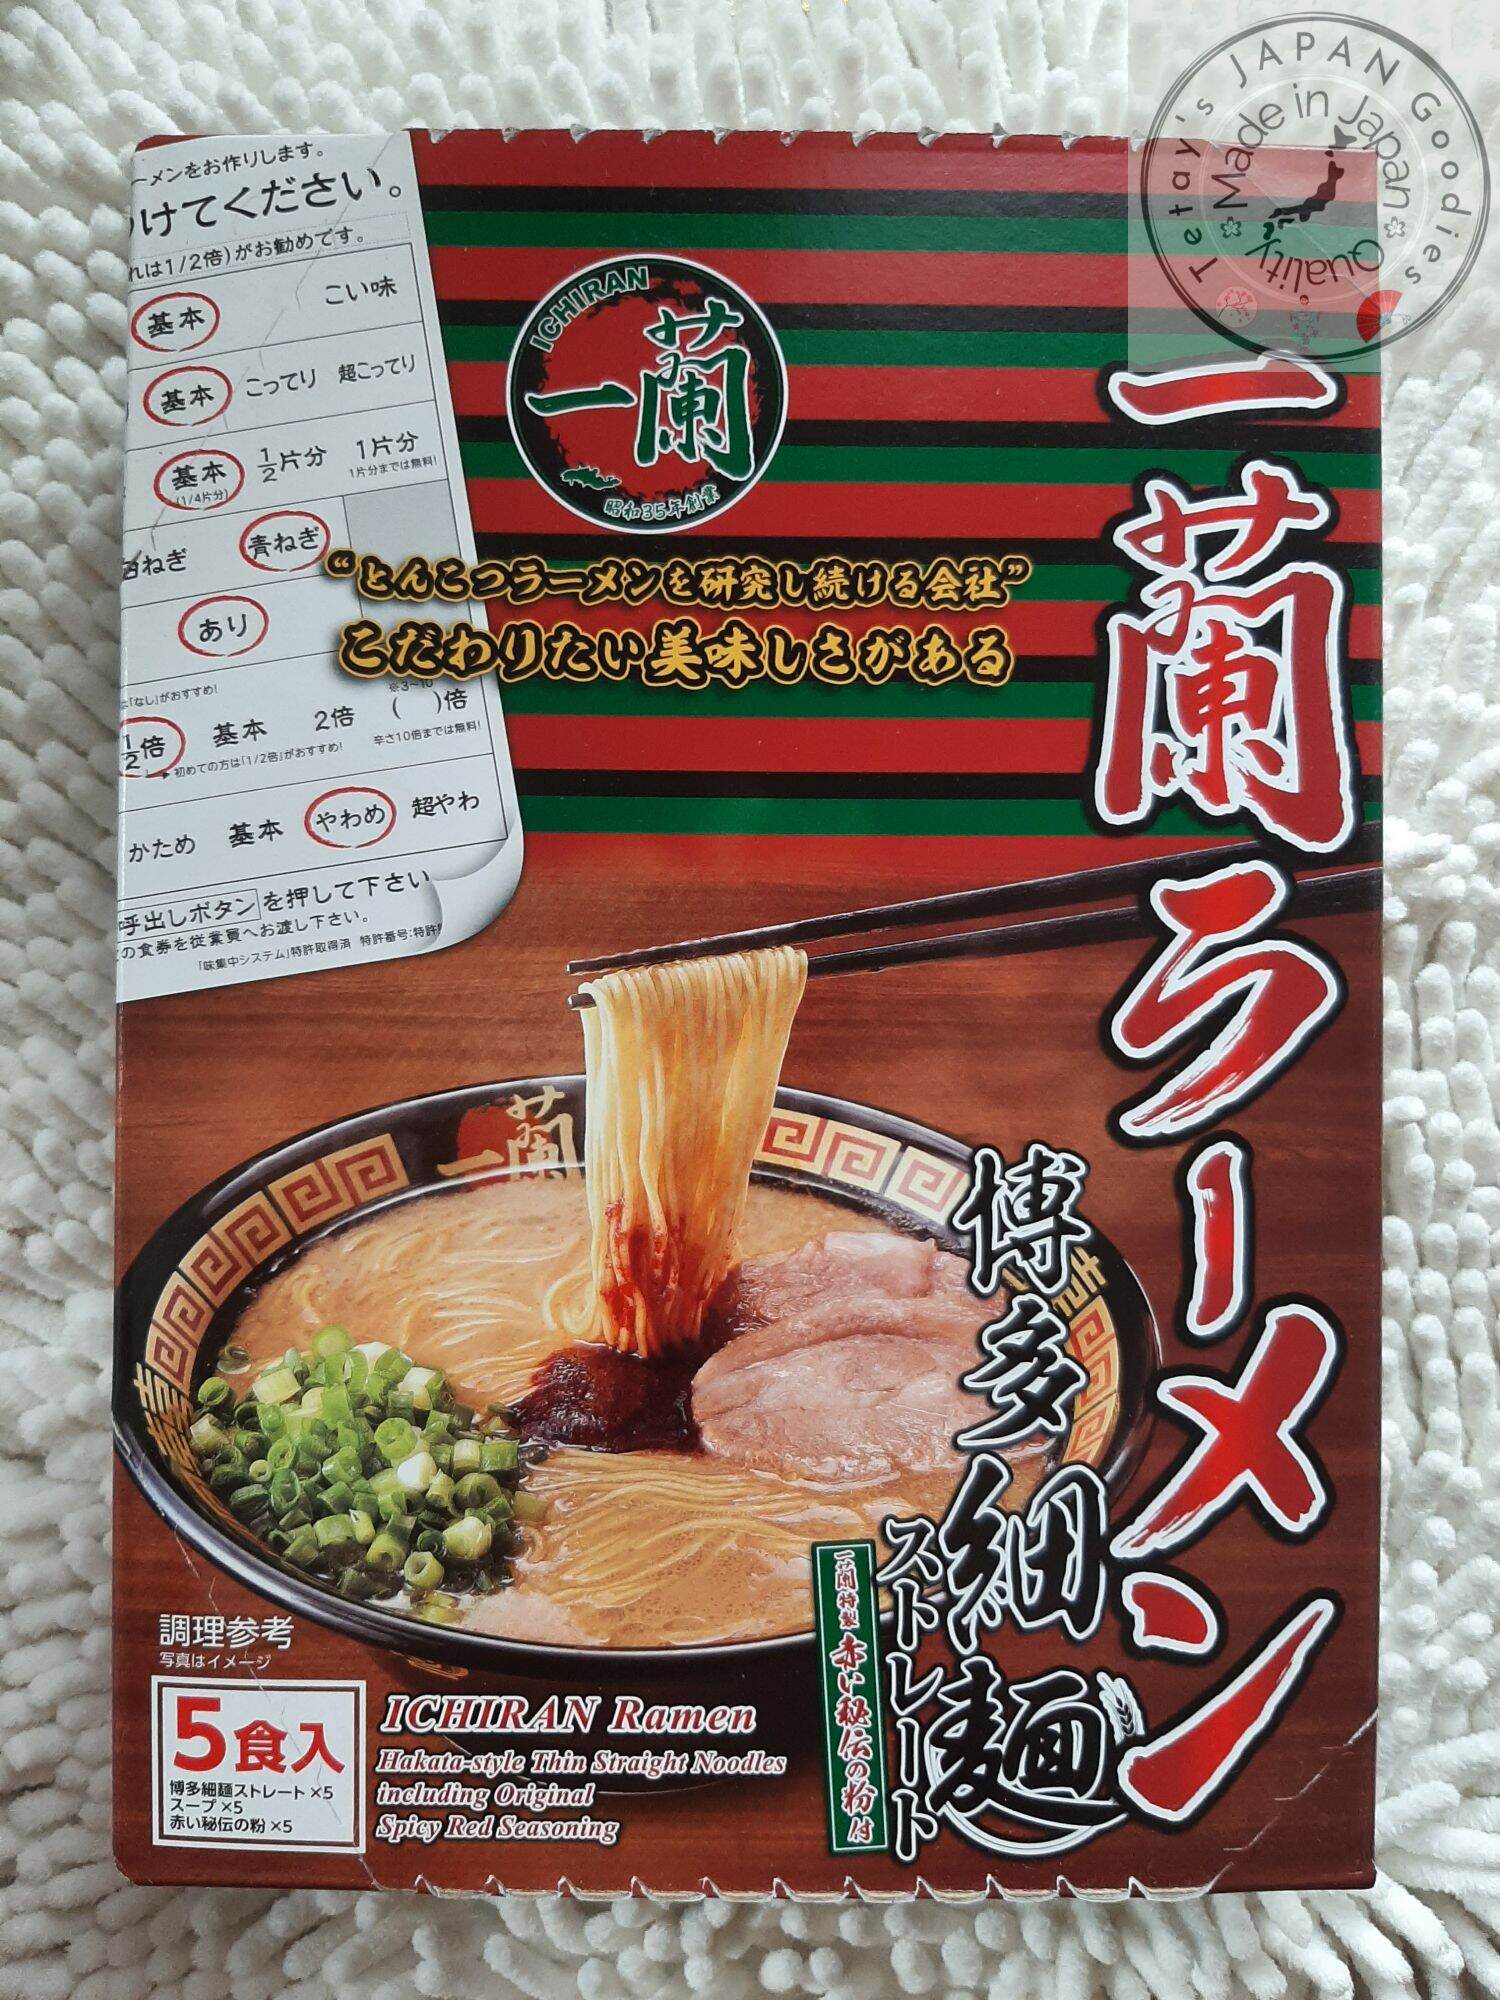 Tetay's JAPAN Goodies
Made in Japan
Quality
ーメンをお作りします。
けてください。
れは1/2倍)がお勧めです。
基本 こい味
基本 こってり 超こってり
基本 1/2片分 1片分
(1/4片分) 1片分までは無料!
白ねぎ 青ねぎ
あり
「なし」がおすすめ!
※3~10
1/2倍 基本 2倍 ( )倍
初めての方は「1/2倍」がおすすめ! 辛さ10倍までは無料!
かため 基本 やわめ 超やわ
呼出しボタンを押して下さい
の食券を従業員へお渡し下さい。
「味集中システム」特許取得済 特許番号:特許
ICHIRAN
一蘭
昭和35年創業
“とんこつラーメンを研究し続ける会社”
こだわりたい美味しさがある
一蘭ラーメン
博多細麺
ストレート
一蘭特製 赤い秘伝の粉付
一蘭
調理参考
写真はイメージ
5食入
博多細麺ストレート×5
スープ×5
赤い秘伝の粉×5
ICHIRAN Ramen
Hakata-style Thin Straight Noodles
including Original
Spicy Red Seasoning